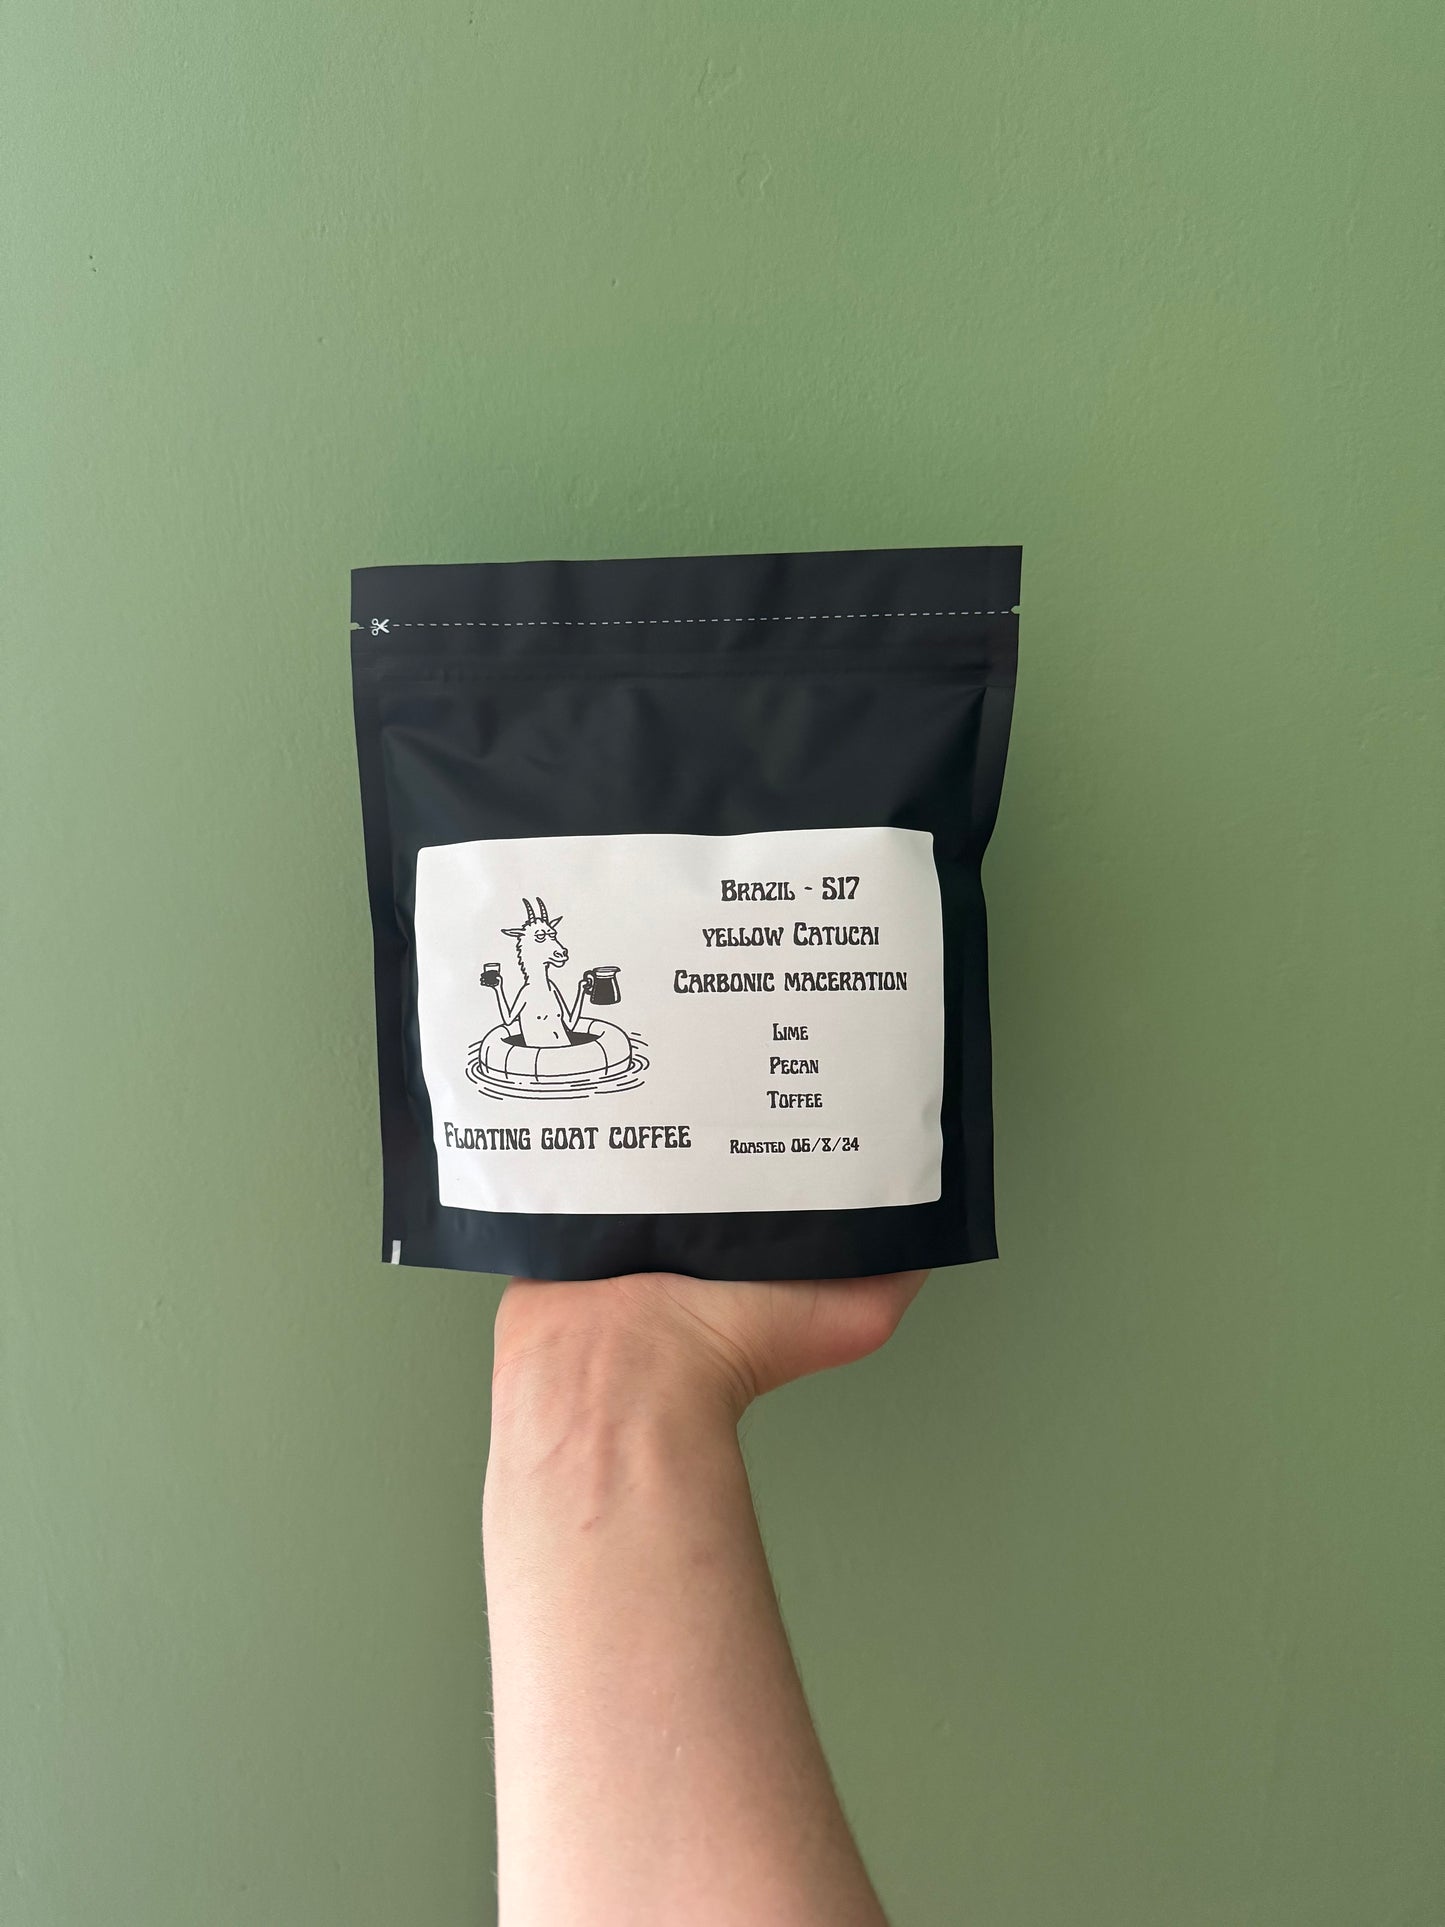 Brazil - S17
yellow Catucai
Carbonic maceration
Lime
Pecan
Toffee
Roasted 06/8/24
Floating goat coffee